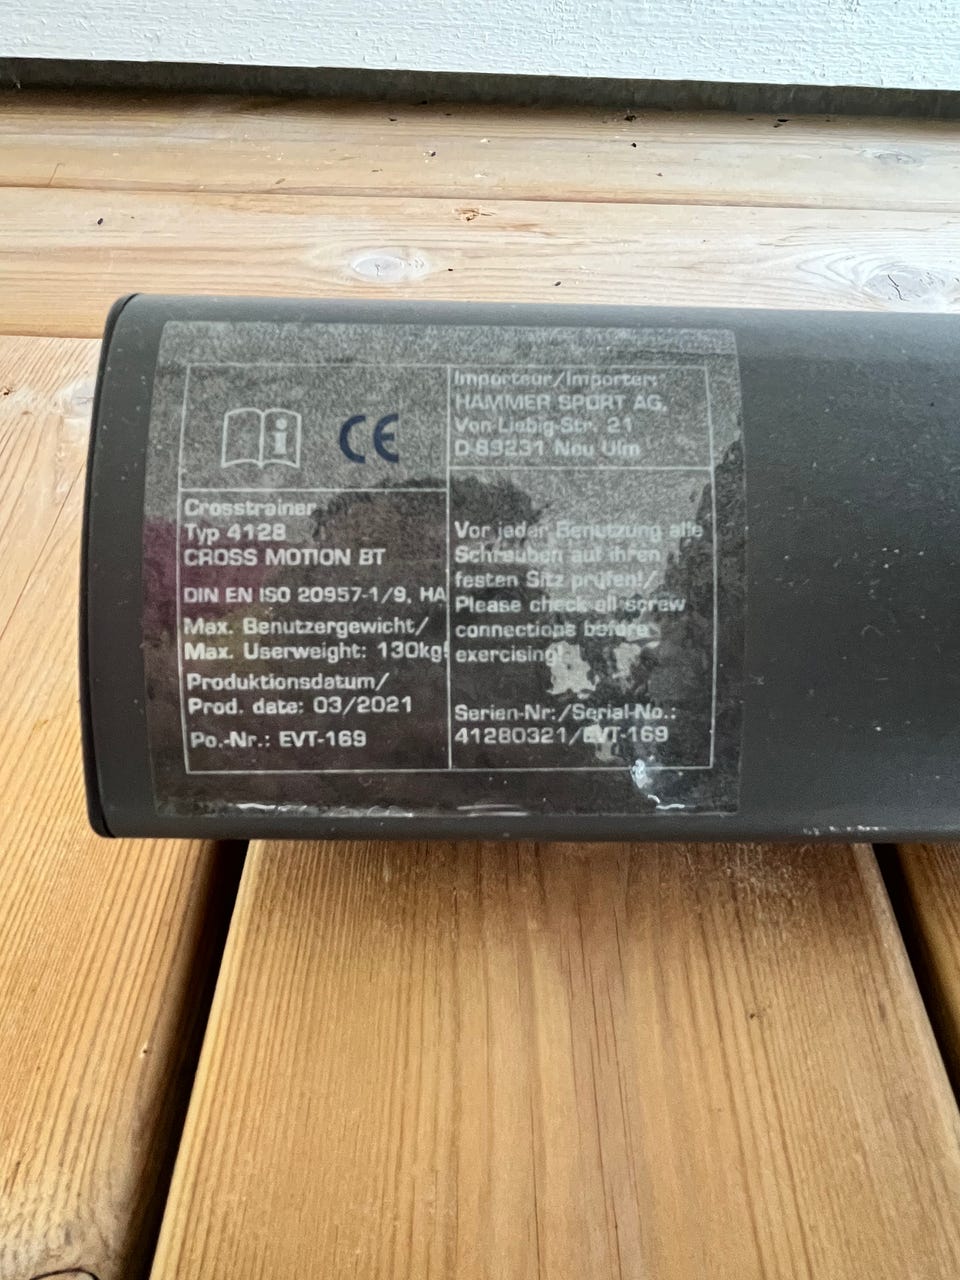 i
CE
Crosstrainer
Typ 4128
CROSS MOTION BT
DIN EN ISO 20957-1/9, HA
Max. Benutzergewicht/
Max. Userweight: 130kg!
Produktionsdatum/
Prod. date: 03/2021
Po.-Nr.: EVT-169
Importeur/Importer:
HAMMER SPORT AG,
Von Liebig-Str. 21
D-89231 Neu Ulm
Vor jeder Benutzung alle
Schrauben auf ihren
festen Sitz prüfen!/
Please check all screw
connections before
exercising!
Serien-Nr:/Serial-No.:
41280321/EVT-169